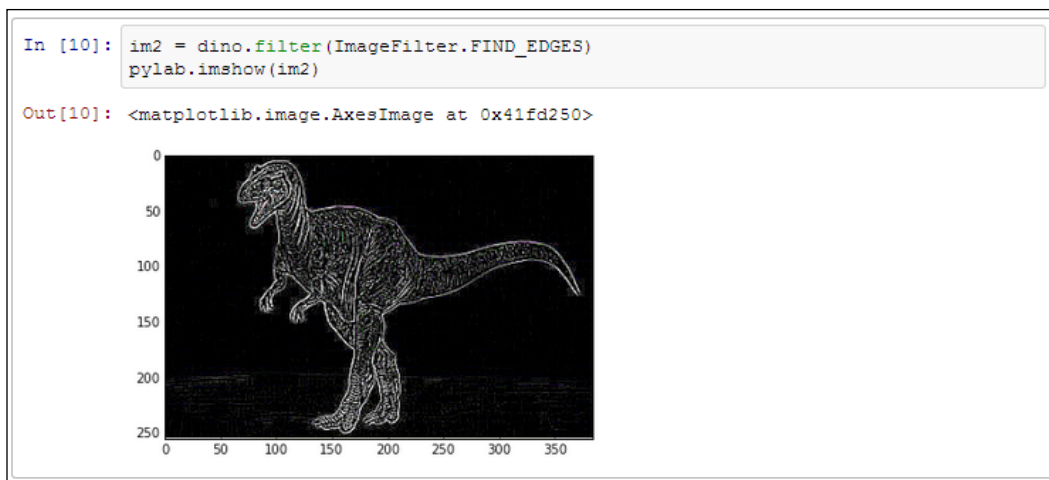 In [10]: im2 = dino.filter(ImageFilter.FIND_EDGES)
pylab.imshow(im2)
Out[10]: <matplotlib.image.AxesImage at 0x41fd250>
0
50
100
150
200
250
0 50 100 150 200 250 300 350